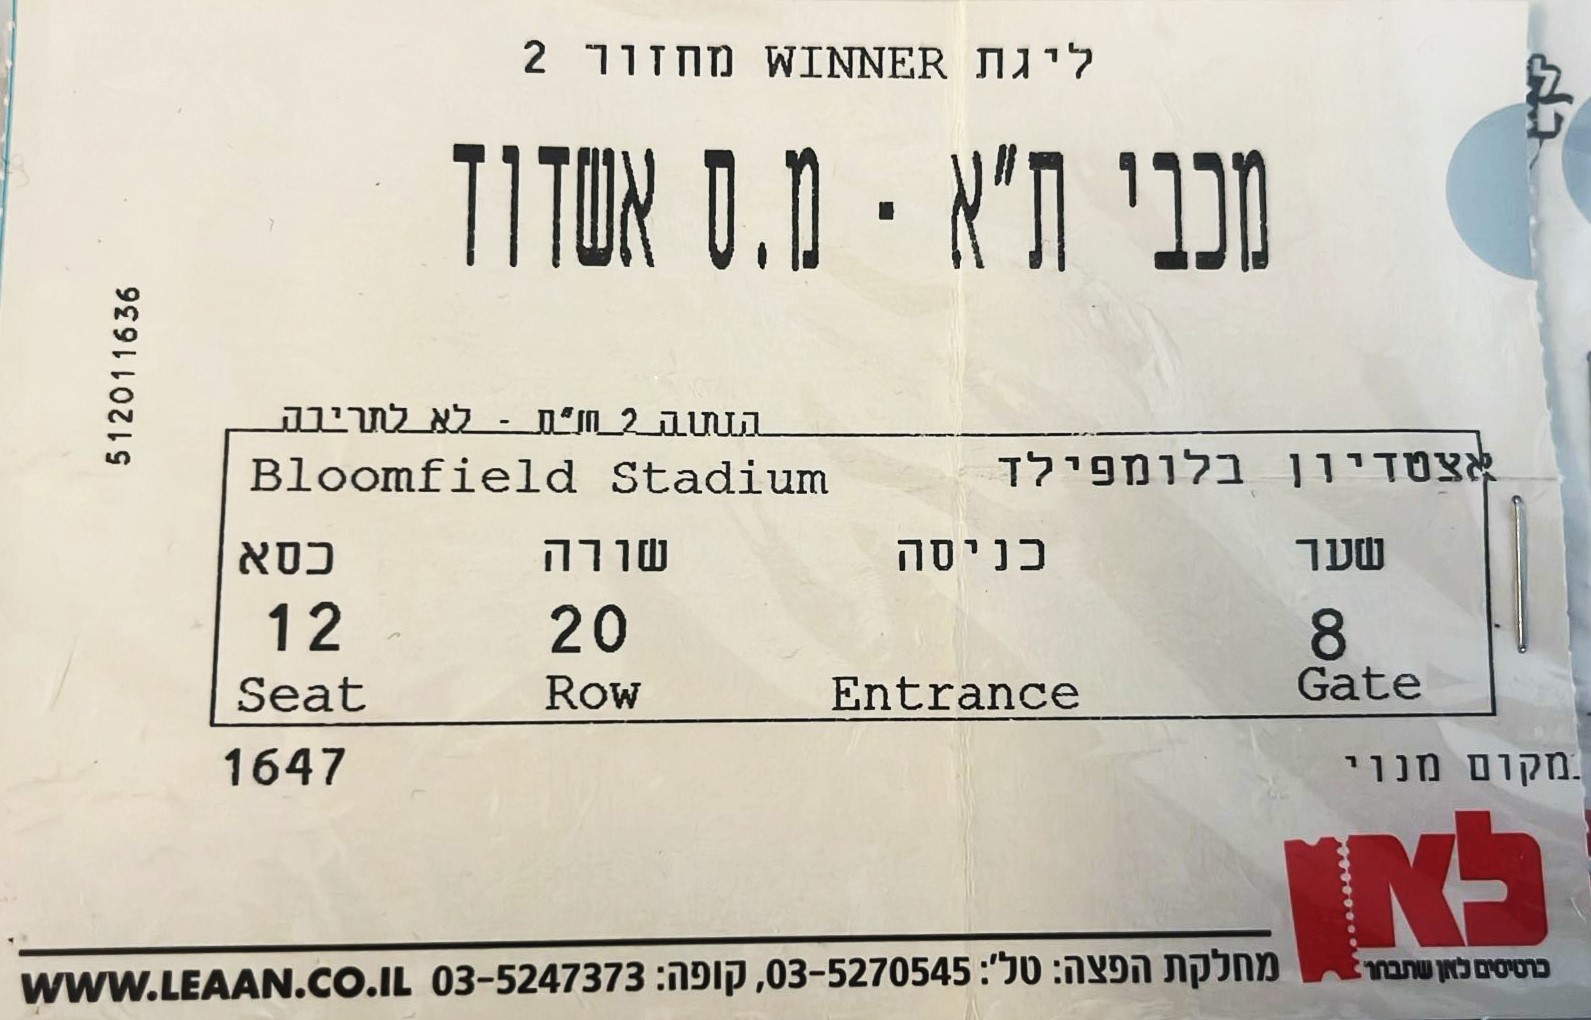 ליגת WINNER מחזור 2
מכבי ת"א - מ.ס אשדוד
512011636
הזמנה 2 מ"מ - לא למכירה
אצטדיון בלומפילד Bloomfield Stadium
שער כניסה שורה כסא
8 20 12
Gate Entrance Row Seat
1647
מקום מנוי
לאן
כרטיסים לאן שתבחר
מחלקת הפצה: טל': 03-5270545, קופה: 03-5247373 WWW.LEAAN.CO.IL